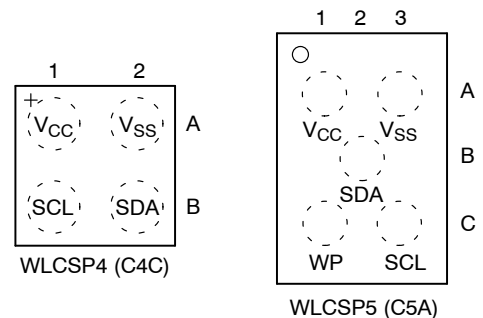 1 2
VCC VSS A
SCL SDA B
WLCSP4 (C4C)
1 2 3
A
VCC VSS
B
SDA
C
WP SCL
WLCSP5 (C5A)